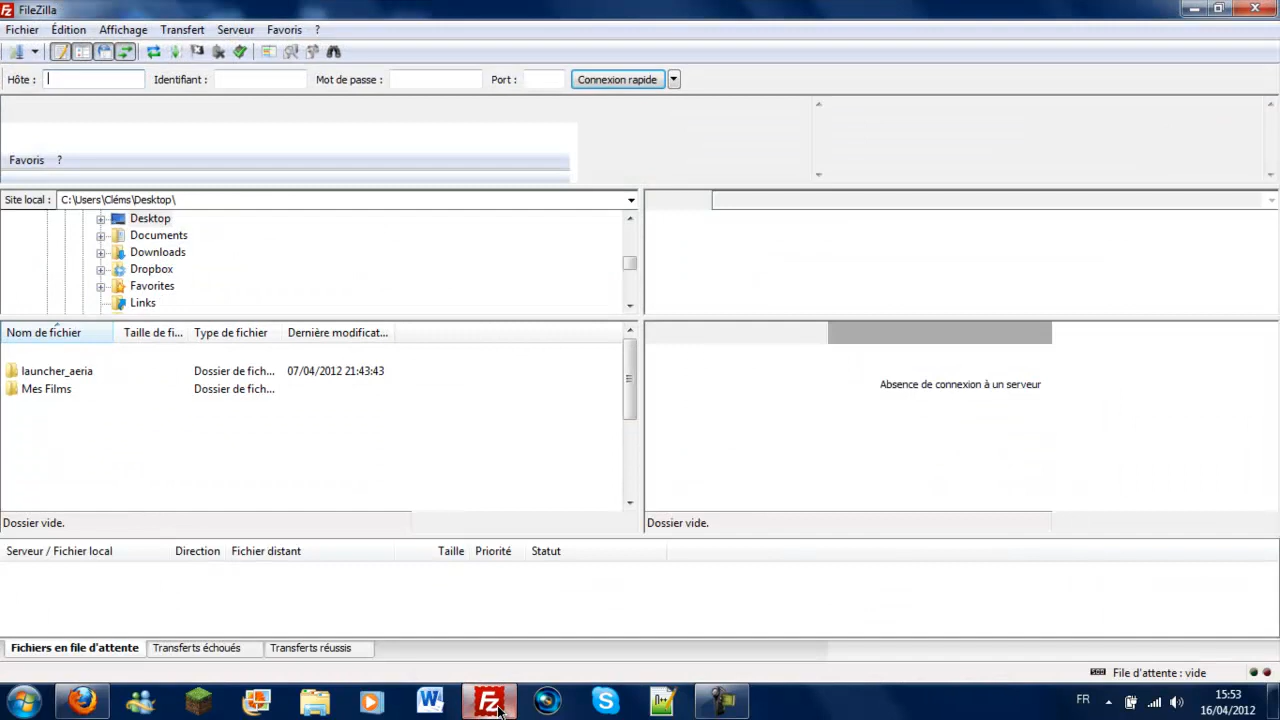 FileZilla
Fichier Édition Affichage Transfert Serveur Favoris ?
Hôte : Identifiant : Mot de passe : Port : Connexion rapide
Favoris ?
Site local : C:\Users\Cléms\Desktop\
Desktop
Documents
Downloads
Dropbox
Favorites
Links
Nom de fichier Taille de fi... Type de fichier Dernière modificat...
launcher_aeria Dossier de fich... 07/04/2012 21:43:43
Mes Films Dossier de fich...
Absence de connexion à un serveur
Dossier vide. Dossier vide.
Serveur / Fichier local Direction Fichier distant Taille Priorité Statut
Fichiers en file d'attente Transferts échoués Transferts réussis
File d'attente : vide
FR 15:53
16/04/2012